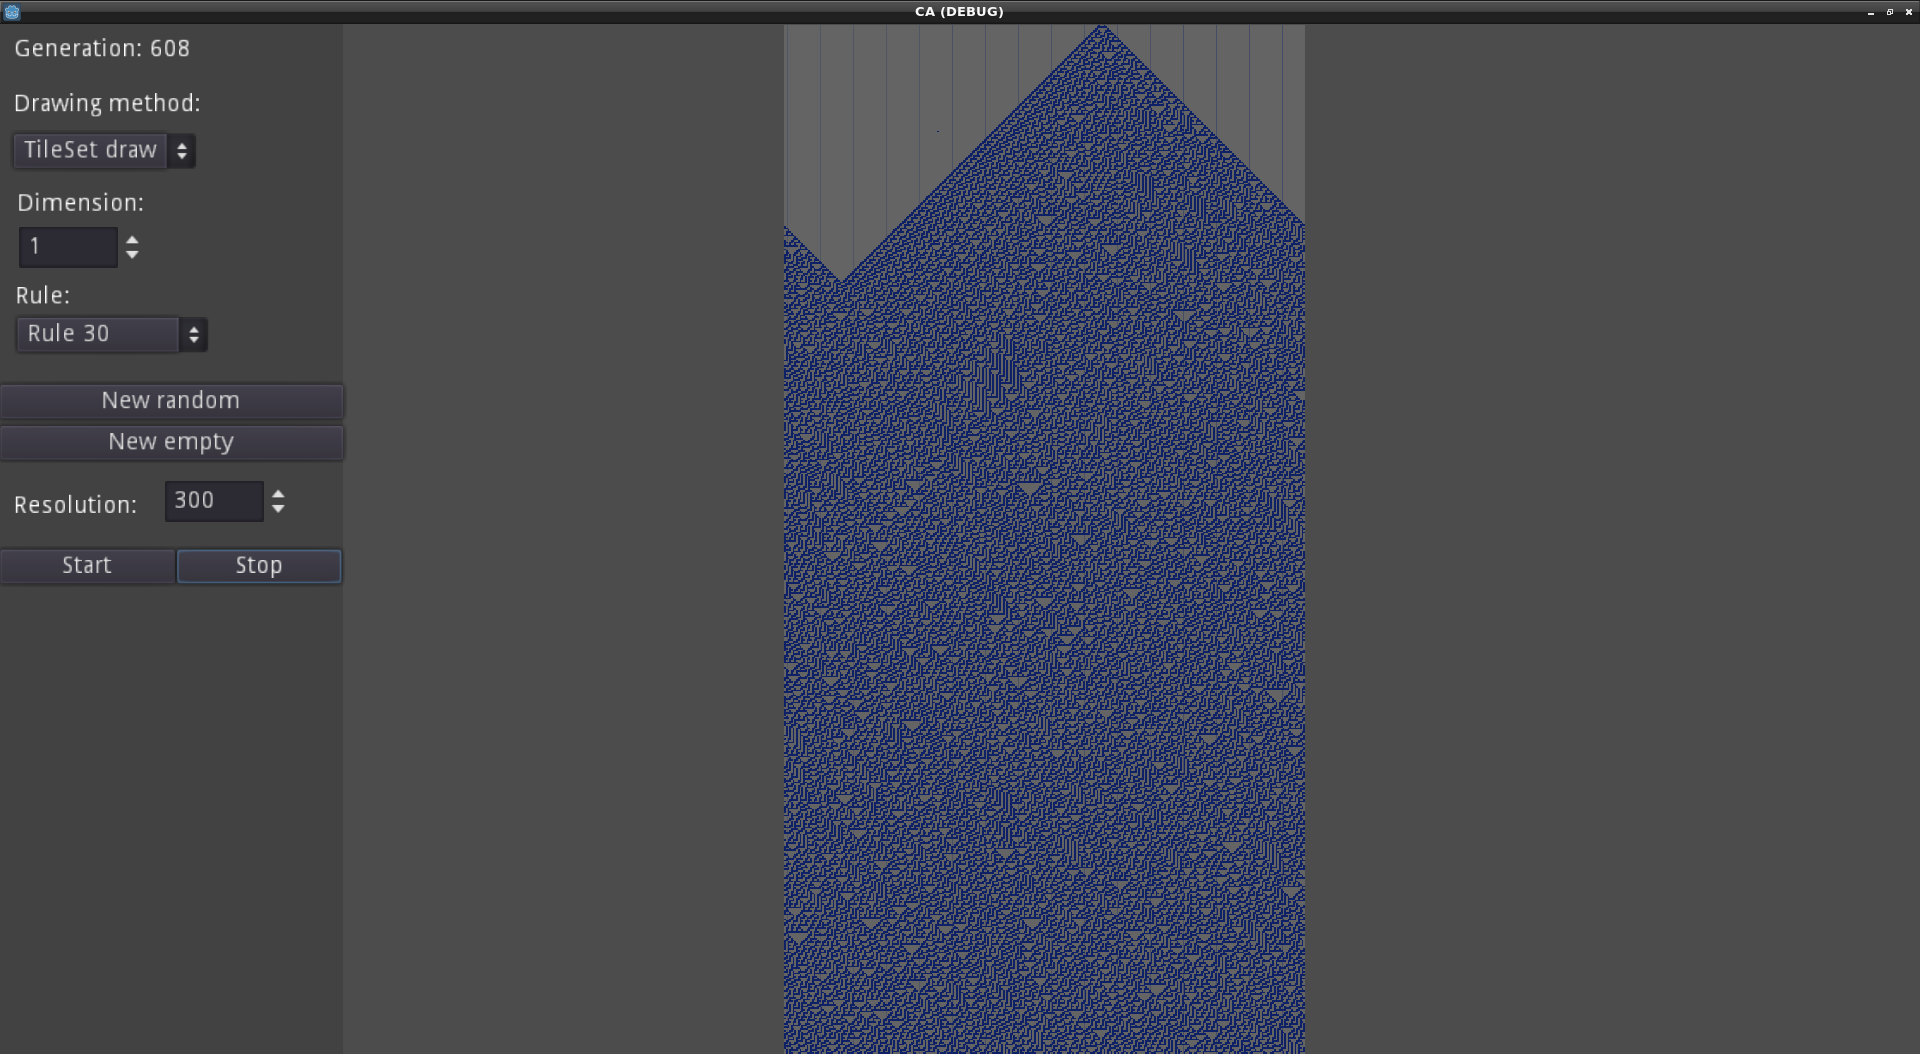 CA (DEBUG)
Generation: 608
Drawing method:
TileSet draw
Dimension:
1
Rule:
Rule 30
New random
New empty
Resolution: 300
Start Stop